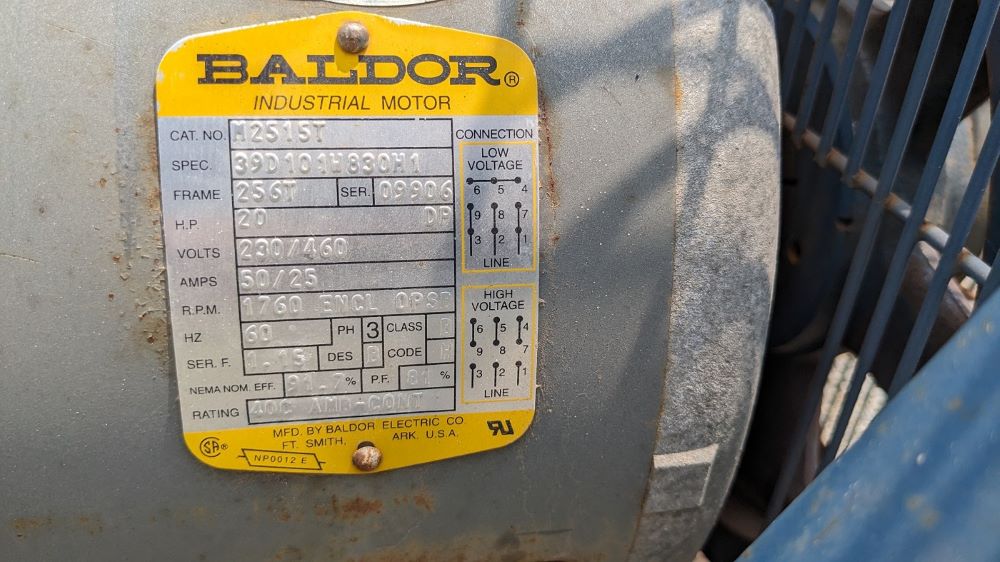 BALDOR®
INDUSTRIAL MOTOR
CAT. NO. M2515T
SPEC. 39D101W830H1
FRAME 256T SER. 09906
H.P. 20 DP
VOLTS 230/460
AMPS 50/25
R.P.M. 1760 ENCL OPSB
HZ 60 PH 3 CLASS B
SER. F. 1.15 DES B CODE H
NEMA NOM. EFF. 91.7 % P.F. 81 %
RATING 40C AMB-CONT
CONNECTION
LOW
VOLTAGE
6 5 4
9 8 7
3 2 1
LINE
HIGH
VOLTAGE
6 5 4
9 8 7
3 2 1
LINE
MFD. BY BALDOR ELECTRIC CO.
FT. SMITH, ARK. U.S.A.
SA®
NP0012 E